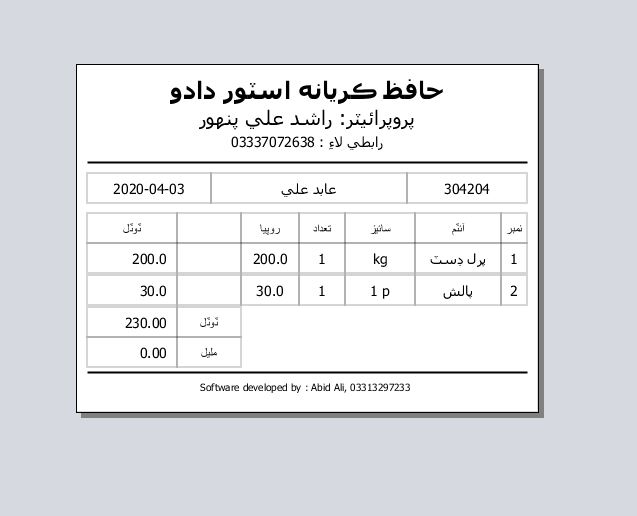 حافظ ڪريانه اسٽور دادو
پروپرائيٽر: راشد علي پنهور
رابطي لاءِ : 03337072638
304204 عابد علي 2020-04-03
نمبر آئٽم سائيز تعداد روپيا ٽوٽل
1 پرل ڊسٽ kg 1 200.0 200.0
2 پالش 1 p 1 30.0 30.0
ٽوٽل 230.00
مليل 0.00
Software developed by : Abid Ali, 03313297233